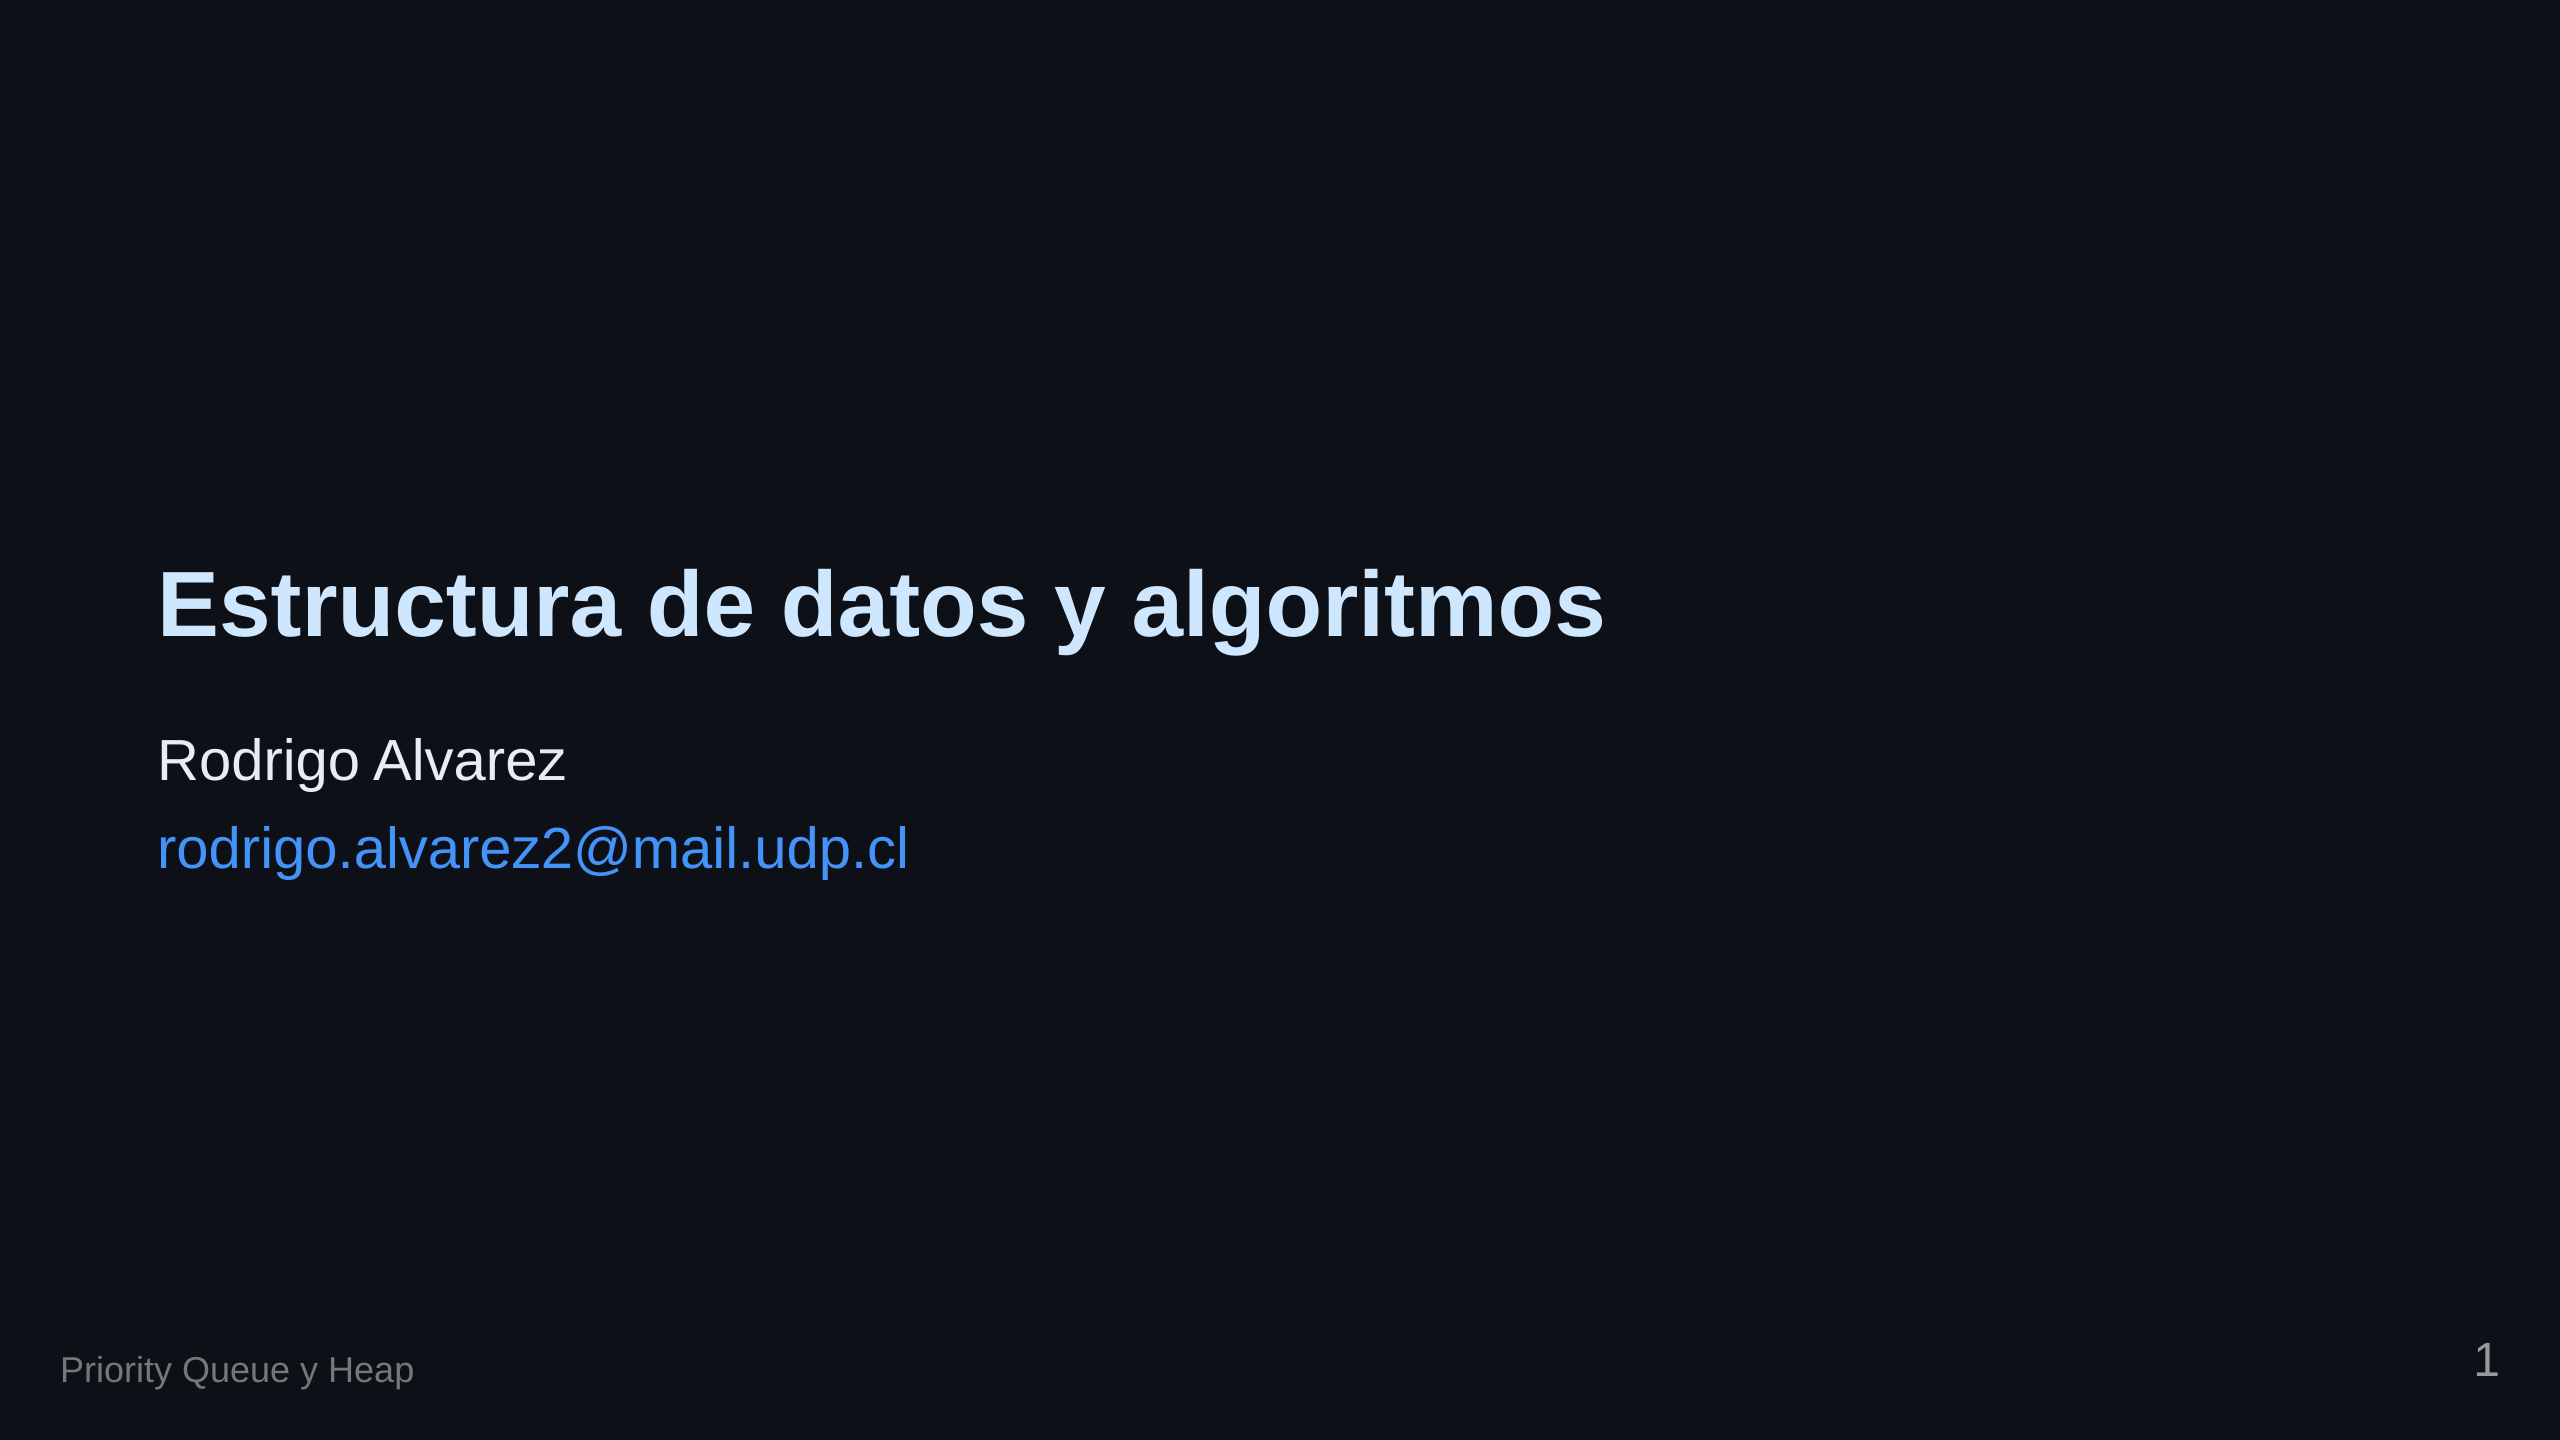 Estructura de datos y algoritmos
Rodrigo Alvarez
rodrigo.alvarez2@mail.udp.cl
Priority Queue y Heap
1